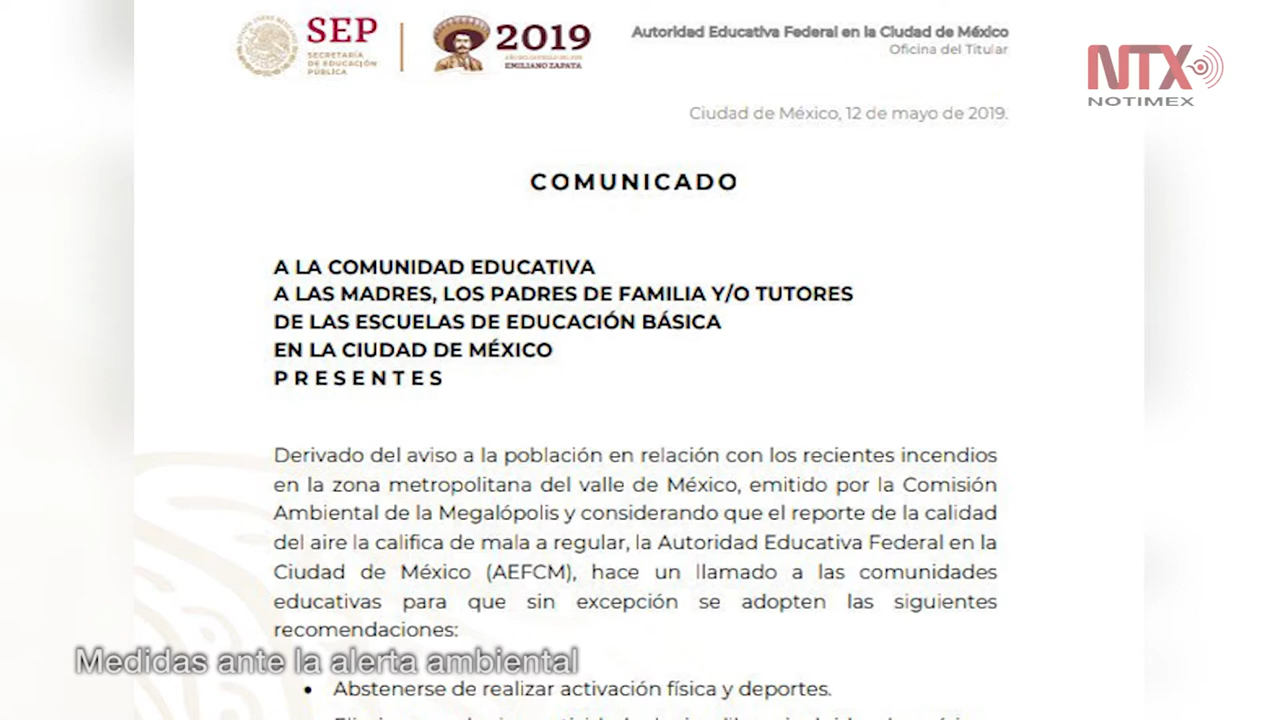 SEP
SECRETARÍA
DE EDUCACIÓN
PÚBLICA
2019
EMILIANO ZAPATA
Autoridad Educativa Federal en la Ciudad de México
Oficina del Titular
NTX
NOTIMEX
Ciudad de México, 12 de mayo de 2019.
COMUNICADO
A LA COMUNIDAD EDUCATIVA
A LAS MADRES, LOS PADRES DE FAMILIA Y/O TUTORES
DE LAS ESCUELAS DE EDUCACIÓN BÁSICA
EN LA CIUDAD DE MÉXICO
P R E S E N T E S
Derivado del aviso a la población en relación con los recientes incendios
en la zona metropolitana del valle de México, emitido por la Comisión
Ambiental de la Megalópolis y considerando que el reporte de la calidad
del aire la califica de mala a regular, la Autoridad Educativa Federal en la
Ciudad de México (AEFCM), hace un llamado a las comunidades
educativas para que sin excepción se adopten las siguientes
recomendaciones:
Medidas ante la alerta ambiental
• Abstenerse de realizar activación física y deportes.